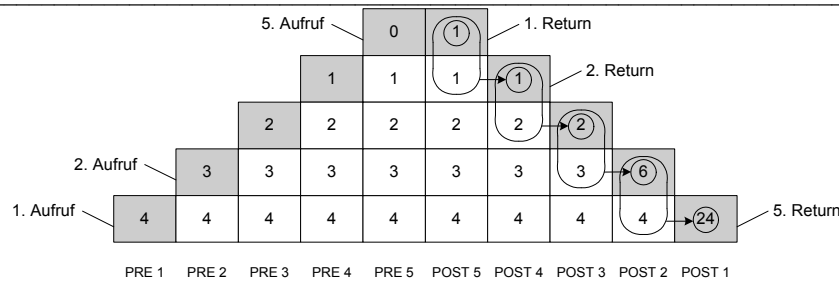 5. Aufruf 0 1 1. Return
1 1 1 1 2. Return
2 2 2 2 2 2
2. Aufruf 3 3 3 3 3 3 3 6
1. Aufruf 4 4 4 4 4 4 4 4 4 24 5. Return
PRE 1 PRE 2 PRE 3 PRE 4 PRE 5 POST 5 POST 4 POST 3 POST 2 POST 1